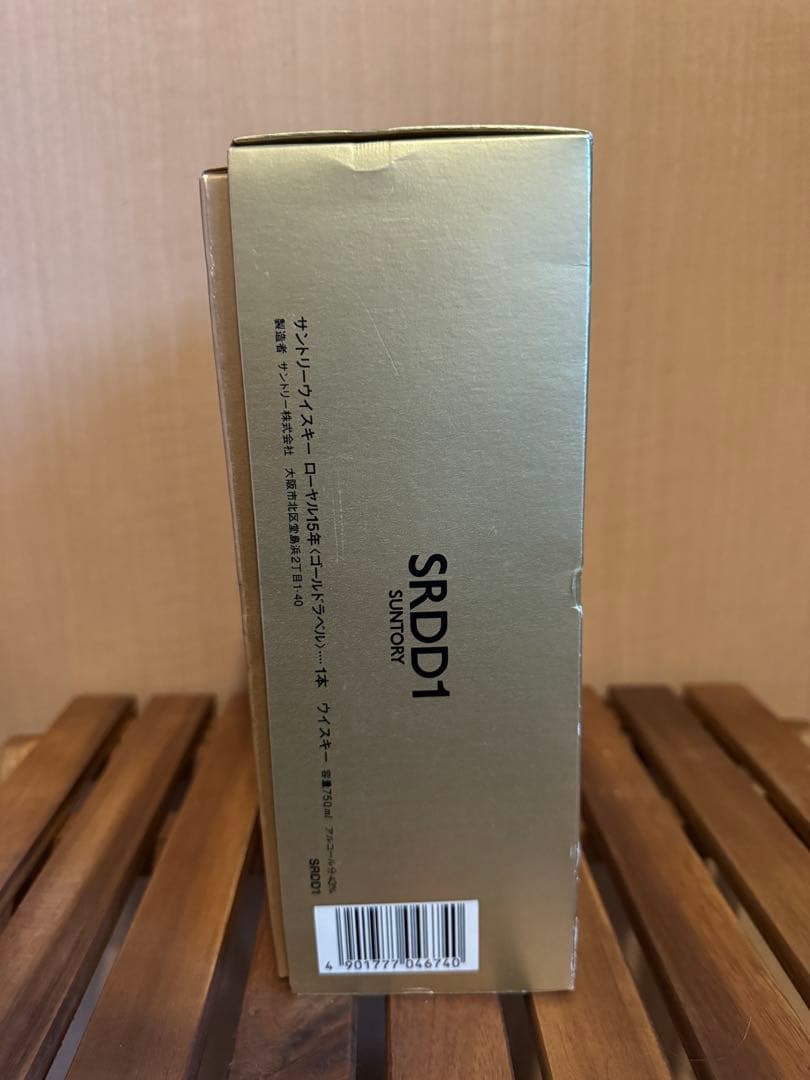 サントリーウイスキー ローヤル15年〈ゴールドラベル〉····1本 ウイスキー 容量750ml アルコール分43%
製造者 サントリー株式会社 大阪市北区堂島浜2丁目1-40
SRDD1
SUNTORY
SRDD1
4 901777 046740